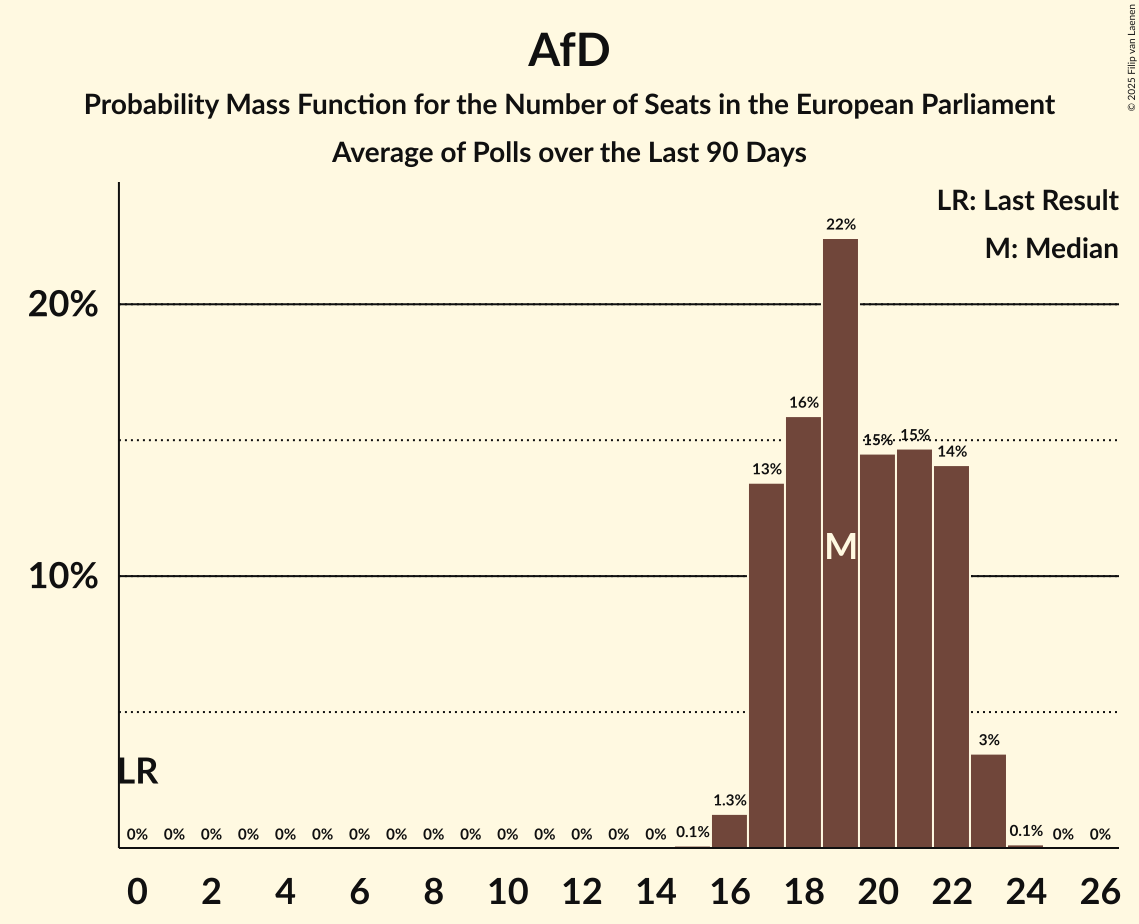 AfD
Probability Mass Function for the Number of Seats in the European Parliament
Average of Polls over the Last 90 Days
© 2025 Filip van Laenen
LR: Last Result
M: Median
20%
10%
22%
16%
15%
15%
14%
13%
M
3%
LR
1.3%
0% 0% 0% 0% 0% 0% 0% 0% 0% 0% 0% 0% 0% 0% 0% 0.1% 0.1% 0% 0%
0 2 4 6 8 10 12 14 16 18 20 22 24 26